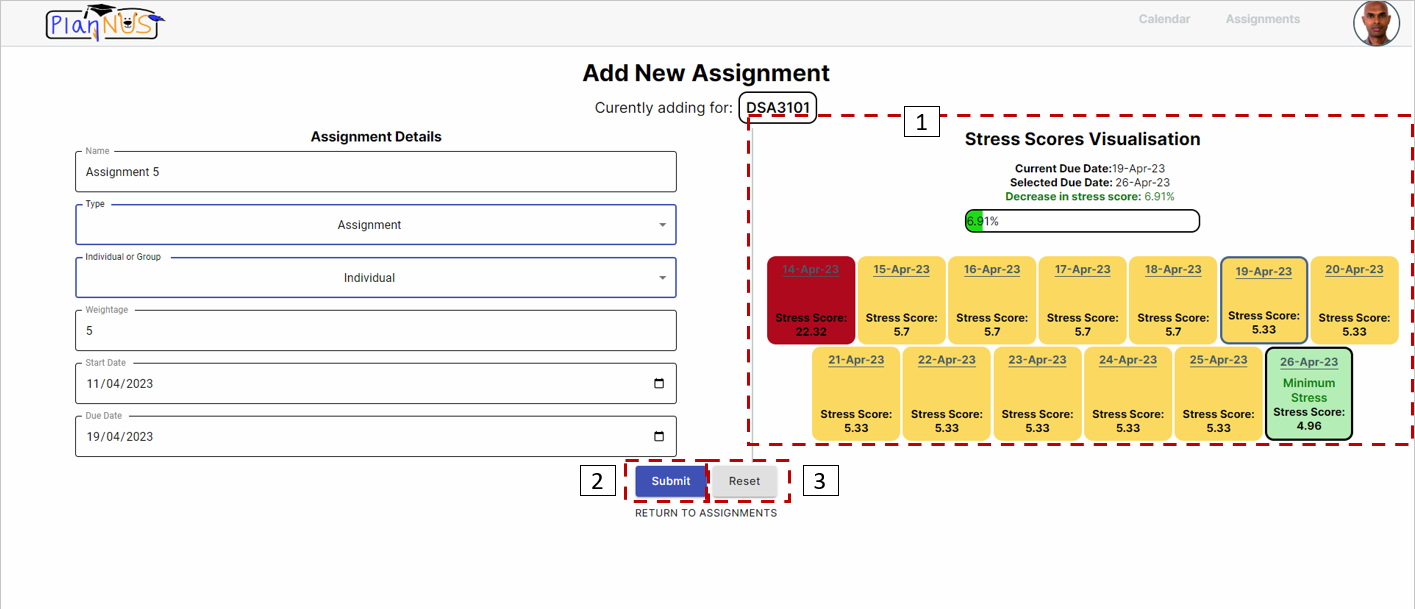 PlanNUS
Calendar
Assignments
Add New Assignment
Curently adding for: DSA3101
1
Assignment Details
Name
Assignment 5
Type
Assignment
Individual or Group
Individual
Weightage
5
Start Date
11/04/2023
Due Date
19/04/2023
Stress Scores Visualisation
Current Due Date:19-Apr-23
Selected Due Date: 26-Apr-23
Decrease in stress score: 6.91%
6.91%
14-Apr-23
Stress Score:
22.32
15-Apr-23
Stress Score:
5.7
16-Apr-23
Stress Score:
5.7
17-Apr-23
Stress Score:
5.7
18-Apr-23
Stress Score:
5.7
19-Apr-23
Stress Score:
5.33
20-Apr-23
Stress Score:
5.33
21-Apr-23
Stress Score:
5.33
22-Apr-23
Stress Score:
5.33
23-Apr-23
Stress Score:
5.33
24-Apr-23
Stress Score:
5.33
25-Apr-23
Stress Score:
5.33
26-Apr-23
Minimum
Stress
Stress Score:
4.96
2
Submit
Reset
3
RETURN TO ASSIGNMENTS